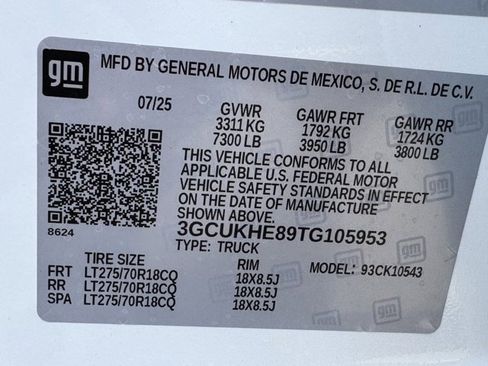 gm
MFD BY GENERAL MOTORS DE MEXICO, S. DE R.L. DE C.V.
07/25
GVWR GAWR FRT GAWR RR
3311 KG 1792 KG 1724 KG
7300 LB 3950 LB 3800 LB
THIS VEHICLE CONFORMS TO ALL
APPLICABLE U.S. FEDERAL MOTOR
VEHICLE SAFETY STANDARDS IN EFFECT
ON THE DATE OF MANUFACTURE
SHOWN ABOVE.
8624
3GCUKHE89TG105953
TYPE: TRUCK
MODEL: 93CK10543
TIRE SIZE RIM
FRT LT275/70R18CQ 18X8.5J
RR LT275/70R18CQ 18X8.5J
SPA LT275/70R18CQ 18X8.5J